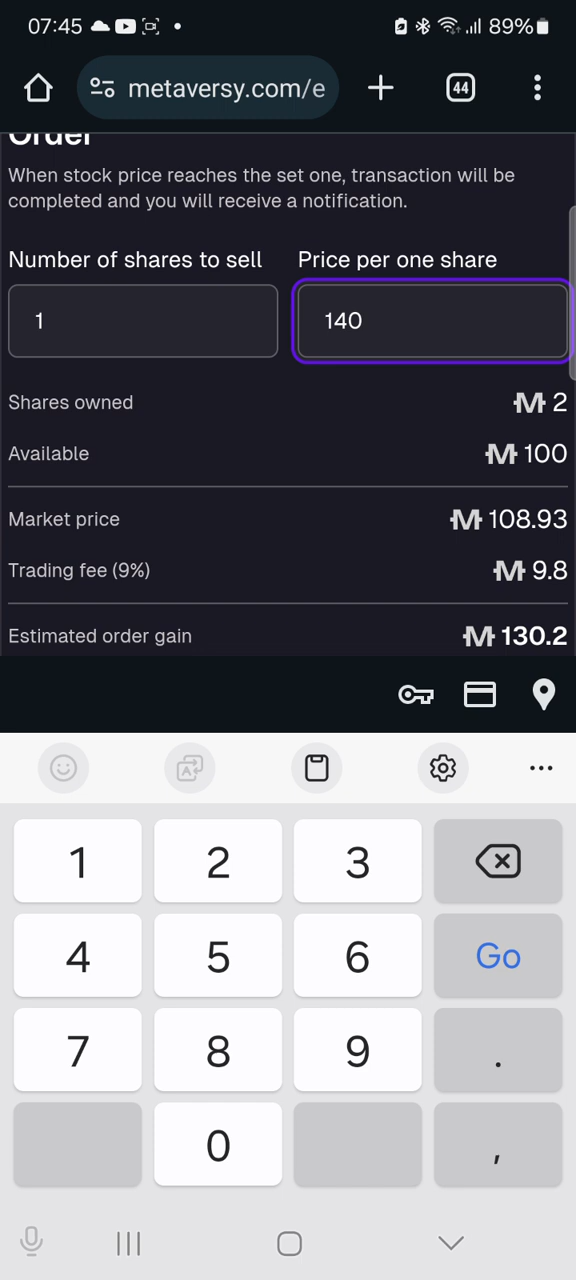 07:45
89%
metaversy.com/e
44
Order
When stock price reaches the set one, transaction will be
completed and you will receive a notification.
Number of shares to sell Price per one share
1 140
Shares owned M 2
Available M 100
Market price M 108.93
Trading fee (9%) M 9.8
Estimated order gain M 130.2
1 2 3
4 5 6 Go
7 8 9 .
0 ,